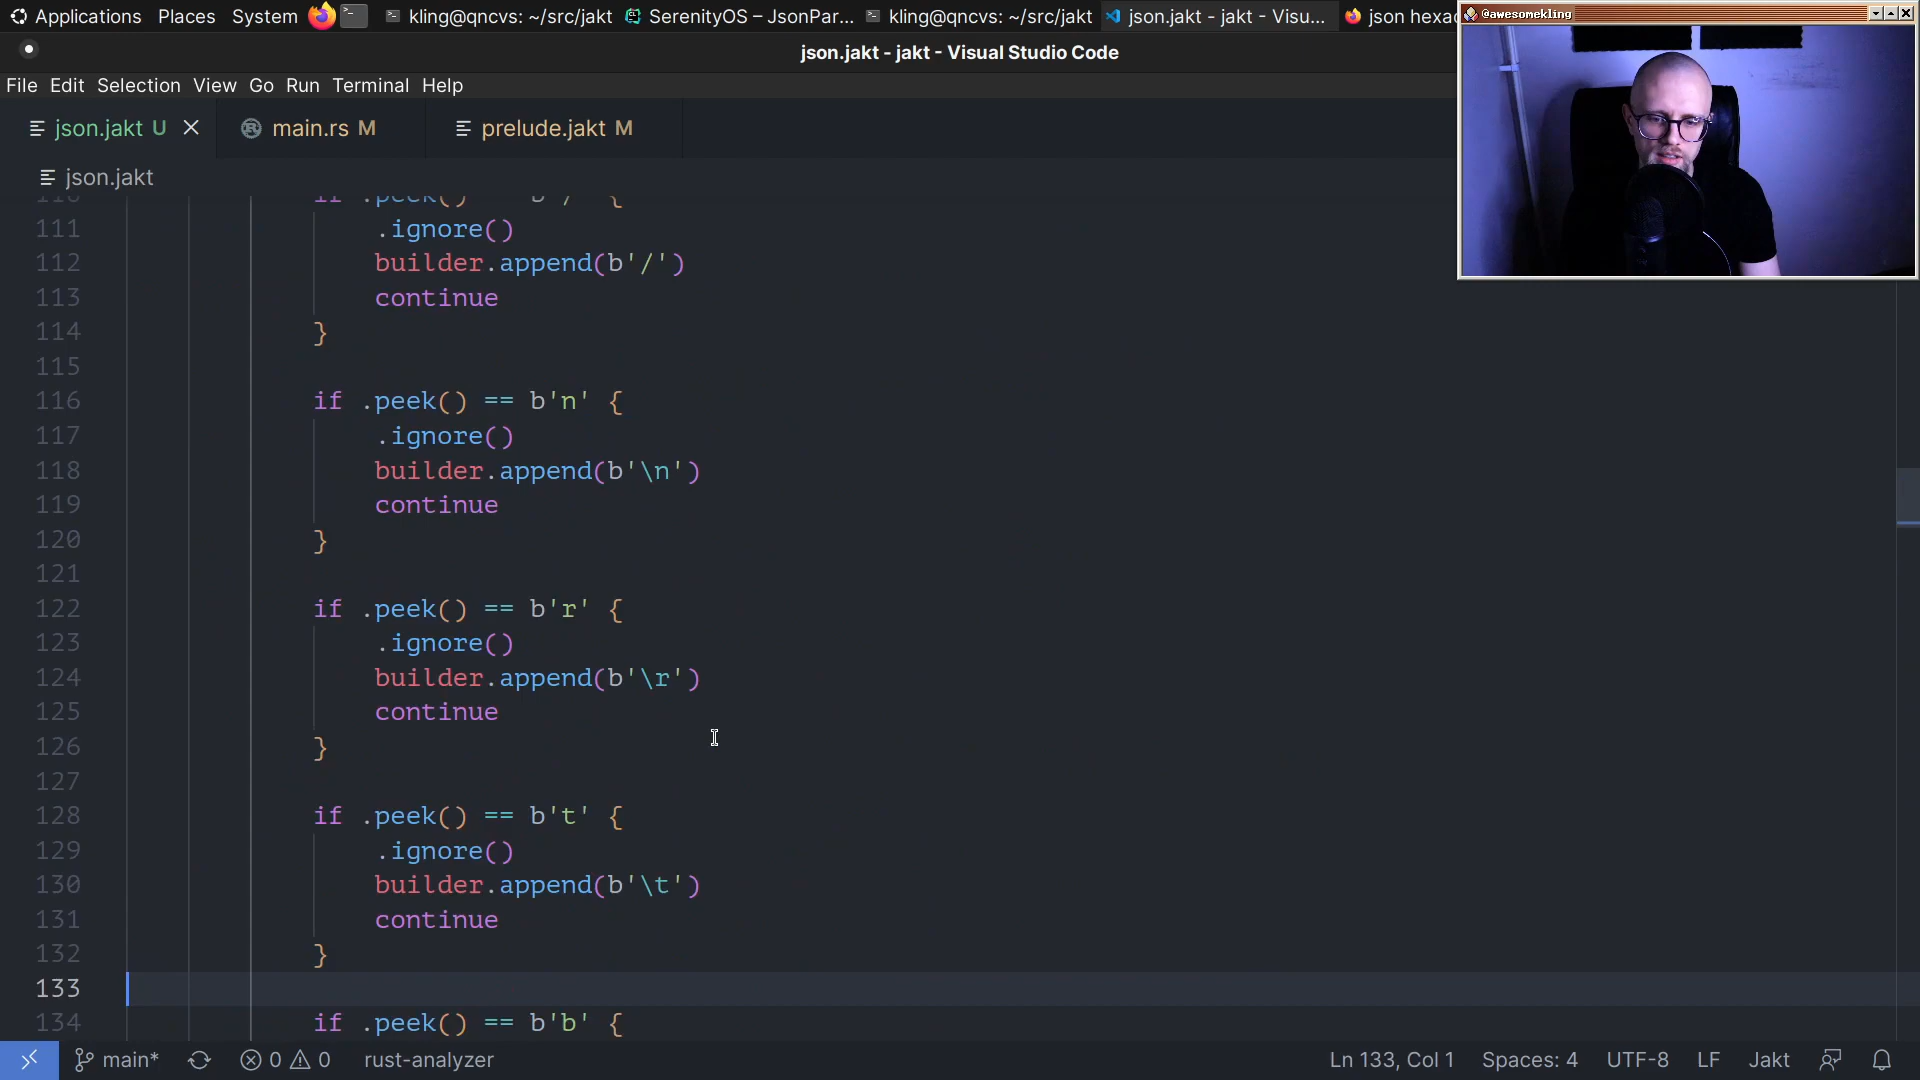 Applications Places System kling@qncvs: ~/src/jakt SerenityOS – JsonPar... kling@qncvs: ~/src/jakt json.jakt - jakt - Visu... json hexa
@awesomekling
json.jakt - jakt - Visual Studio Code
File Edit Selection View Go Run Terminal Help
json.jakt U main.rs M prelude.jakt M
json.jakt
110 if .peek() == b'/' {
111 .ignore()
112 builder.append(b'/')
113 continue
114 }
115
116 if .peek() == b'n' {
117 .ignore()
118 builder.append(b'\n')
119 continue
120 }
121
122 if .peek() == b'r' {
123 .ignore()
124 builder.append(b'\r')
125 continue
126 }
127
128 if .peek() == b't' {
129 .ignore()
130 builder.append(b'\t')
131 continue
132 }
133
134 if .peek() == b'b' {
main* 0 0 rust-analyzer Ln 133, Col 1 Spaces: 4 UTF-8 LF Jakt